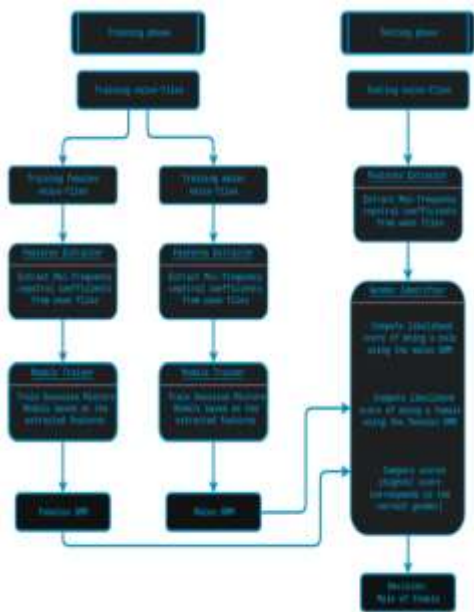 Training phase
Testing phase
Training voice-files
Testing voice-files
Training females
voice-files
Training males
voice-files
Features Extractor
Extract Mel-frequency
cepstral coefficients
from wave files
Features Extractor
Extract Mel-frequency
cepstral coefficients
from wave files
Features Extractor
Extract Mel-frequency
cepstral coefficients
from wave files
Models Trainer
Train Gaussian Mixture
Models based on the
extracted features
Models Trainer
Train Gaussian Mixture
Models based on the
extracted features
Females GMM
Males GMM
Gender Identifier
- Compute likelihood
score of being a male
using the males GMM
- Compute likelihood
score of being a female
using the females GMM
- Compare scores
(highest score
correspond to the
correct gender)
Decision:
Male of Female